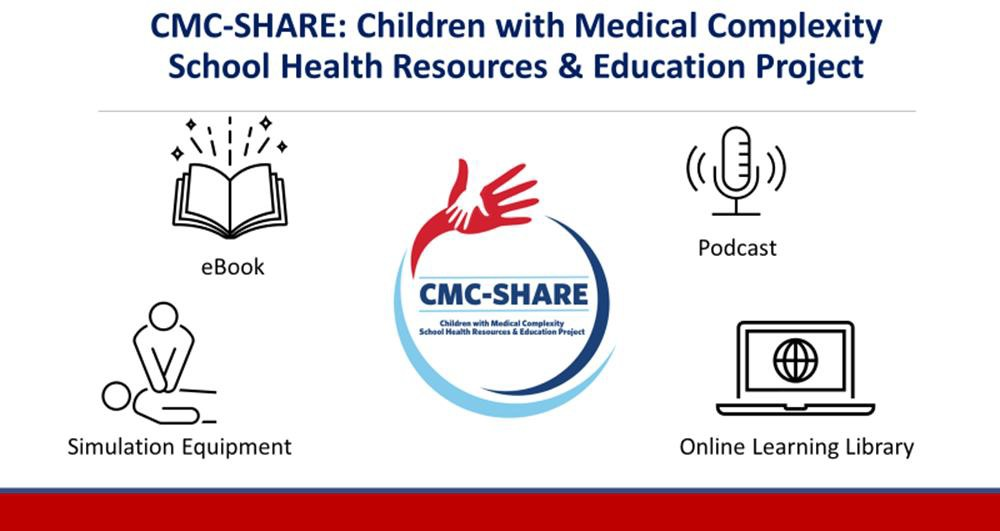 CMC-SHARE: Children with Medical Complexity
School Health Resources & Education Project
eBook
Podcast
CMC-SHARE
Children with Medical Complexity
School Health Resources & Education Project
Simulation Equipment
Online Learning Library